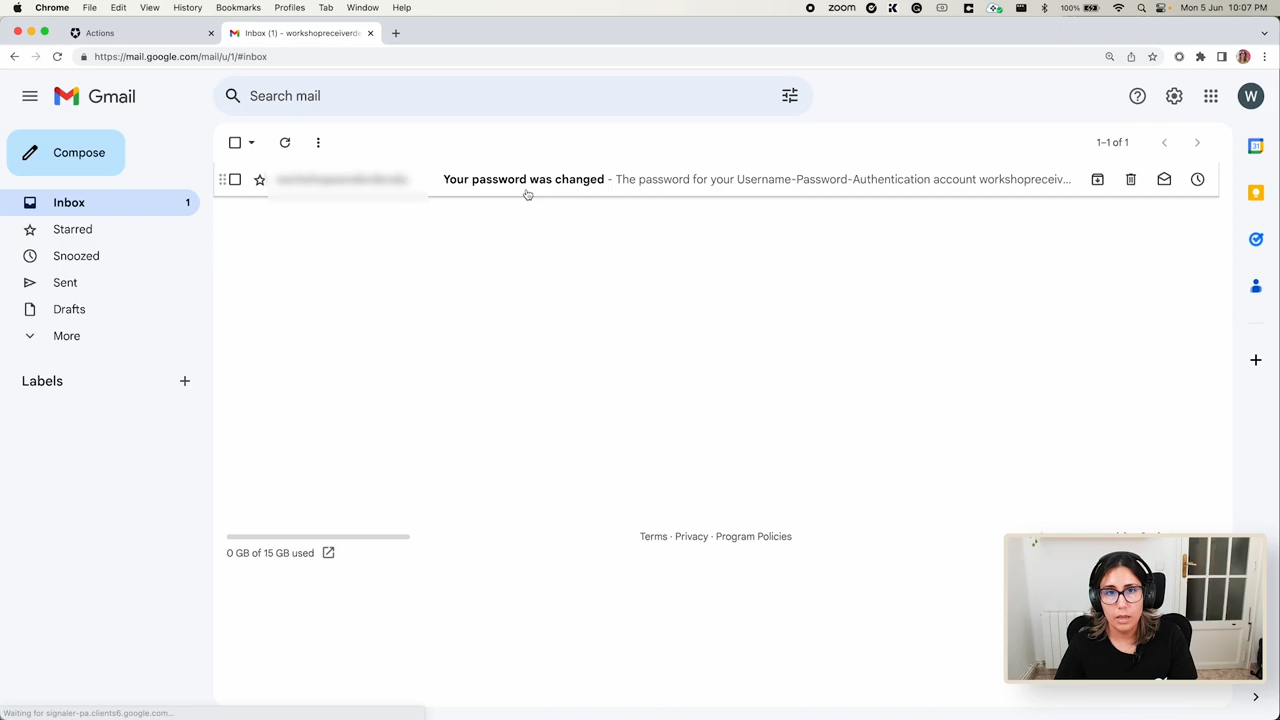 Chrome File Edit View History Bookmarks Profiles Tab Window Help zoom 100% Mon 5 Jun 10:07 PM
Actions Inbox (1) – workshopreceiverde
https://mail.google.com/mail/u/1/#inbox
Gmail Search mail W
Compose 1–1 of 1
Your password was changed - The password for your Username-Password-Authentication account workshopreceiv...
Inbox 1
Starred
Snoozed
Sent
Drafts
More
Labels
Terms · Privacy · Program Policies
0 GB of 15 GB used
Waiting for signaler-pa.clients6.google.com...
31